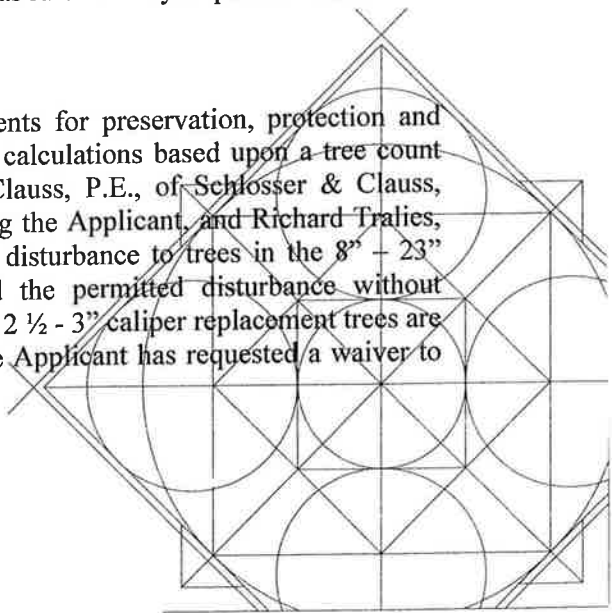 ents for preservation, protection and
calculations based upon a tree count
Clauss, P.E., of Schlosser & Clauss,
g the Applicant, and Richard Tralies,
disturbance to trees in the 8” – 23”
the permitted disturbance without
2 ½ - 3” caliper replacement trees are
e Applicant has requested a waiver to